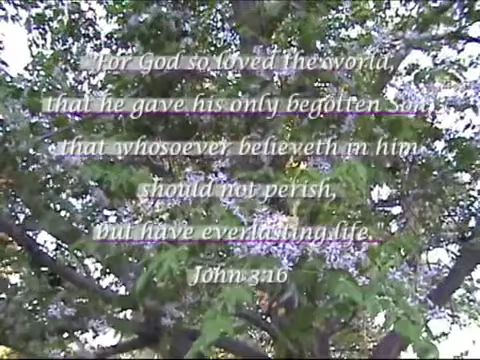 "For God so loved the world,
that he gave his only begotten Son,
that whosoever believeth in him
should not perish,
but have everlasting life."
John 3:16